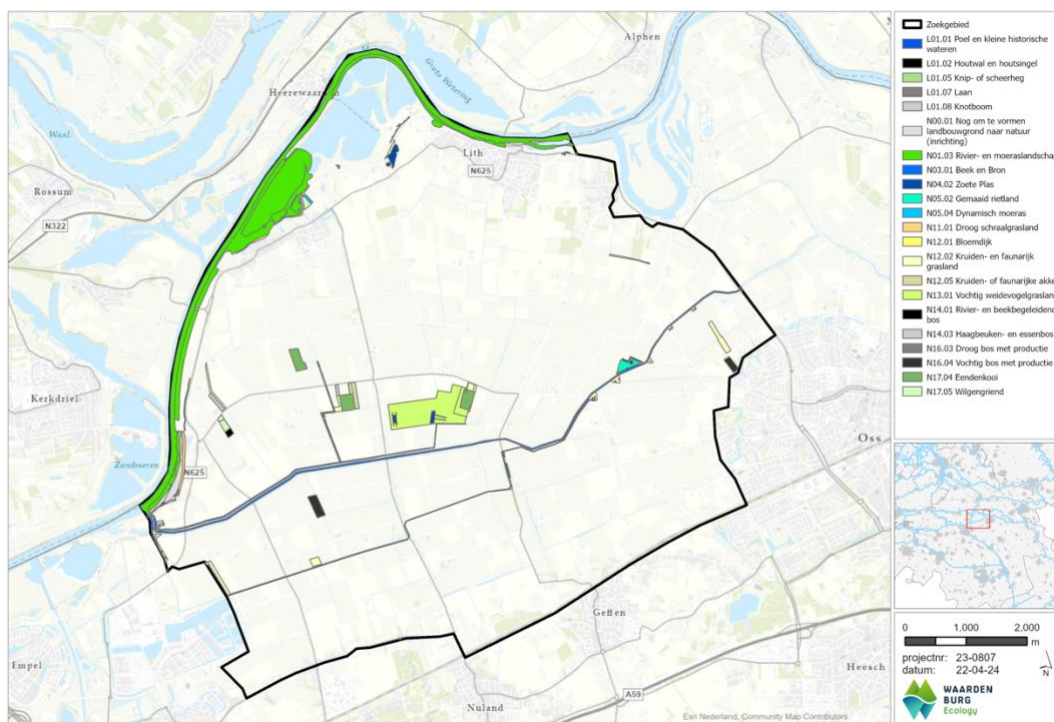 Alphen
Grote Wetering
Heerewaarden
Waal
Lith
N625
Rossum
N322
Kerkdriel
Zandmeren
N625
Oss
Geffen
Empel
Heesch
Nuland
A59
Esri Nederland, Community Map Contributors
Zoekgebied
L01.01 Poel en kleine historische
wateren
L01.02 Houtwal en houtsingel
L01.05 Knip- of scheerheg
L01.07 Laan
L01.08 Knotboom
N00.01 Nog om te vormen
landbouwgrond naar natuur
(inrichting)
N01.03 Rivier- en moeraslandscha
N03.01 Beek en Bron
N04.02 Zoete Plas
N05.02 Gemaaid rietland
N05.04 Dynamisch moeras
N11.01 Droog schraalgrasland
N12.01 Bloemdijk
N12.02 Kruiden- en faunarijk
grasland
N12.05 Kruiden- of faunarijke akke
N13.01 Vochtig weidevogelgraslan
N14.01 Rivier- en beekbegeleidend
bos
N14.03 Haagbeuken- en essenbos
N16.03 Droog bos met productie
N16.04 Vochtig bos met productie
N17.04 Eendenkooi
N17.05 Wilgengriend
0 1,000 2,000
m
projectnr: 23-0807
datum: 22-04-24
N
WAARDEN
BURG
Ecology